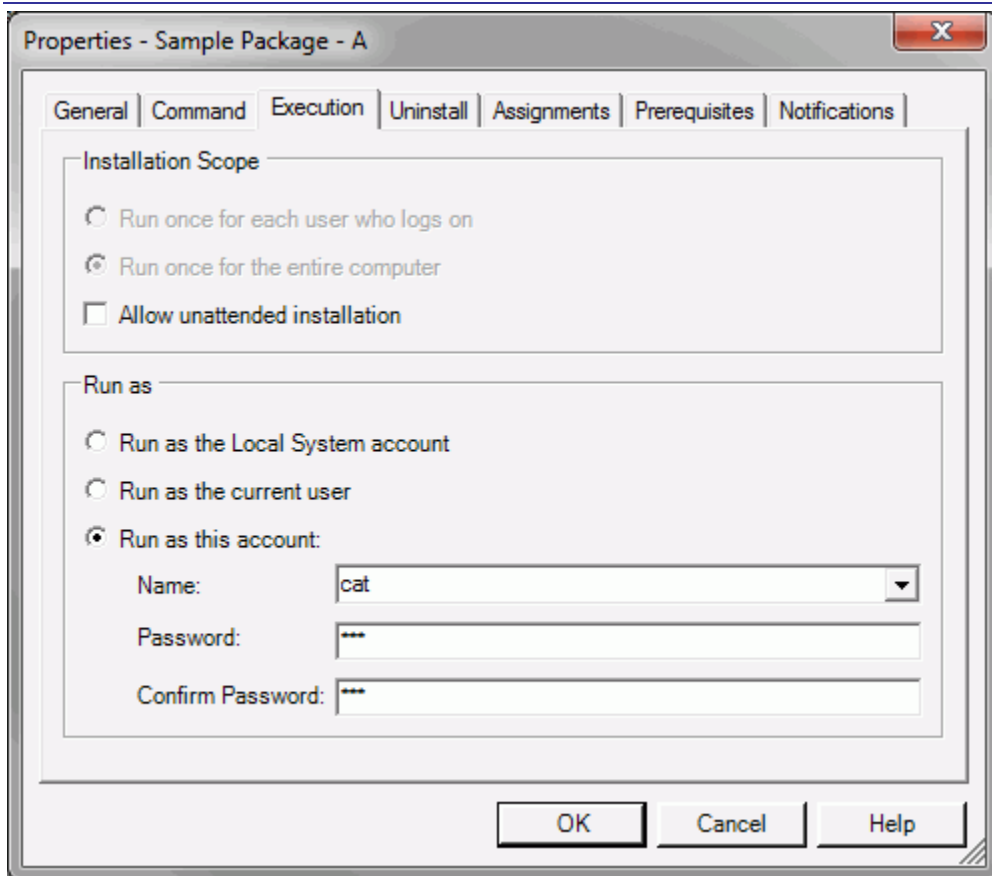 Properties - Sample Package - A
General Command Execution Uninstall Assignments Prerequisites Notifications
Installation Scope
Run once for each user who logs on
Run once for the entire computer
Allow unattended installation
Run as
Run as the Local System account
Run as the current user
Run as this account:
Name: cat
Password: ***
Confirm Password: ***
OK Cancel Help